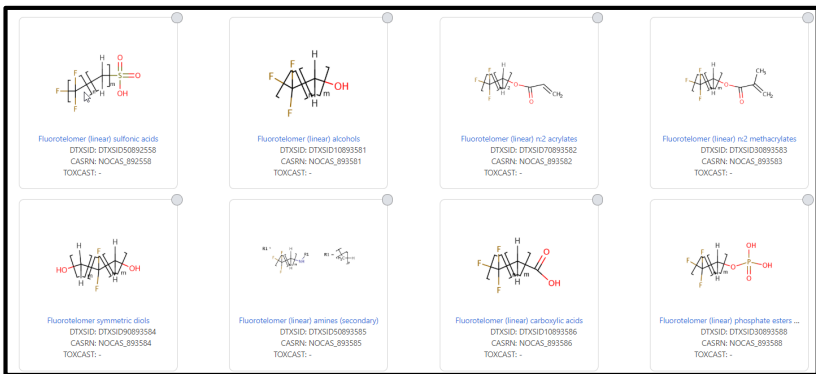 Fluorotelomer (linear) sulfonic acids
DTXSID: DTXSID50892558
CASRN: NOCAS_892558
TOXCAST: -
Fluorotelomer (linear) alcohols
DTXSID: DTXSID10893581
CASRN: NOCAS_893581
TOXCAST: -
Fluorotelomer (linear) n:2 acrylates
DTXSID: DTXSID70893582
CASRN: NOCAS_893582
TOXCAST: -
Fluorotelomer (linear) n:2 methacrylates
DTXSID: DTXSID30893583
CASRN: NOCAS_893583
TOXCAST: -
Fluorotelomer symmetric diols
DTXSID: DTXSID90893584
CASRN: NOCAS_893584
TOXCAST: -
Fluorotelomer (linear) amines (secondary)
DTXSID: DTXSID50893585
CASRN: NOCAS_893585
TOXCAST: -
Fluorotelomer (linear) carboxylic acids
DTXSID: DTXSID10893586
CASRN: NOCAS_893586
TOXCAST: -
Fluorotelomer (linear) phosphate esters ...
DTXSID: DTXSID30893588
CASRN: NOCAS_893588
TOXCAST: -